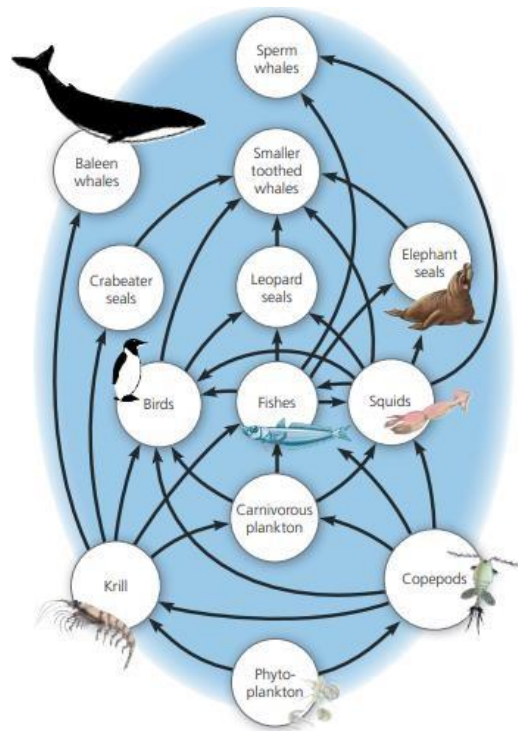 Sperm
whales
Baleen
whales
Smaller
toothed
whales
Crabeater
seals
Leopard
seals
Elephant
seals
Birds
Fishes
Squids
Carnivorous
plankton
Krill
Copepods
Phyto-
plankton